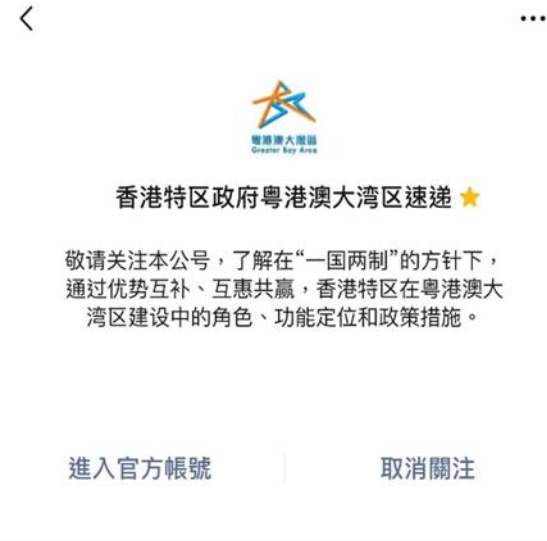 粵港澳大灣區
Greater Bay Area
香港特区政府粤港澳大湾区速递
敬请关注本公号，了解在“一国两制”的方针下，
通过优势互补、互惠共赢，香港特区在粤港澳大
湾区建设中的角色、功能定位和政策措施。
進入官方帳號
取消關注